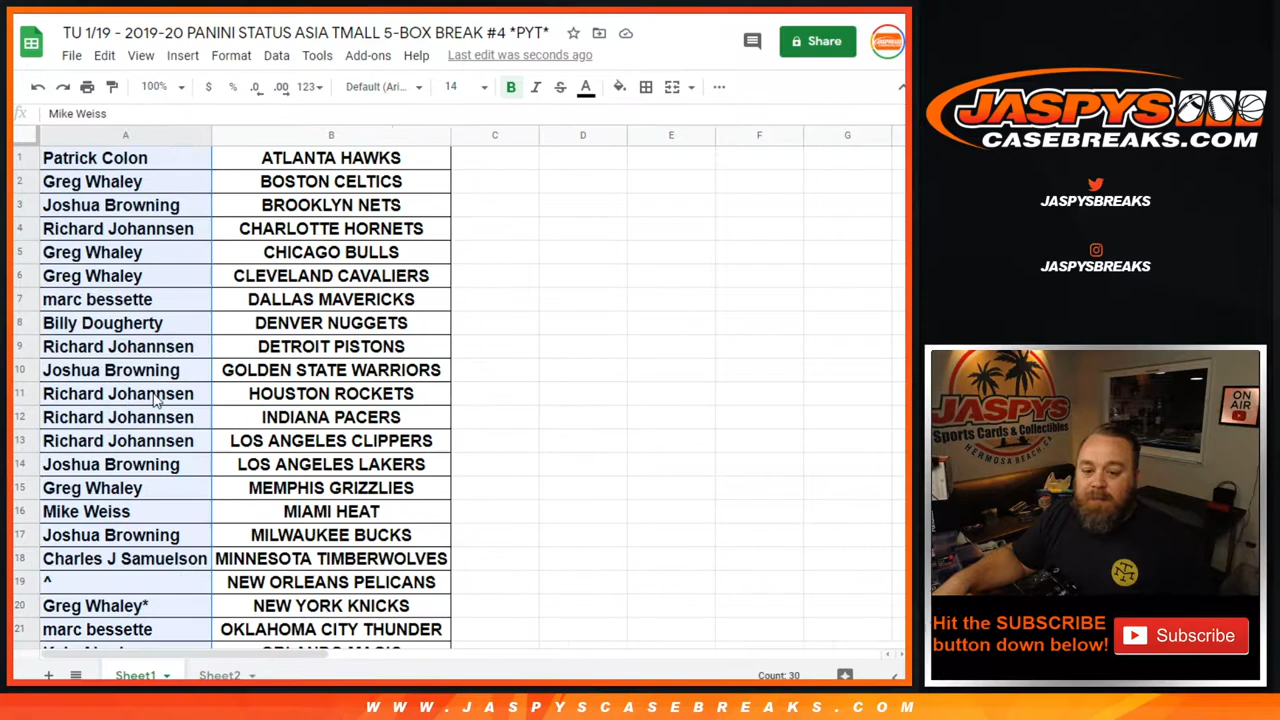 TU 1/19 - 2019-20 PANINI STATUS ASIA TMALL 5-BOX BREAK #4 *PYT*
Share
File Edit View Insert Format Data Tools Add-ons Help Last edit was seconds ago
100% $ % .0 .00 123 Default (Ari... 14 B I S A
fx Mike Weiss
A B C D E F G
1 Patrick Colon ATLANTA HAWKS
2 Greg Whaley BOSTON CELTICS
3 Joshua Browning BROOKLYN NETS
4 Richard Johannsen CHARLOTTE HORNETS
5 Greg Whaley CHICAGO BULLS
6 Greg Whaley CLEVELAND CAVALIERS
7 marc bessette DALLAS MAVERICKS
8 Billy Dougherty DENVER NUGGETS
9 Richard Johannsen DETROIT PISTONS
10 Joshua Browning GOLDEN STATE WARRIORS
11 Richard Johannsen HOUSTON ROCKETS
12 Richard Johannsen INDIANA PACERS
13 Richard Johannsen LOS ANGELES CLIPPERS
14 Joshua Browning LOS ANGELES LAKERS
15 Greg Whaley MEMPHIS GRIZZLIES
16 Mike Weiss MIAMI HEAT
17 Joshua Browning MILWAUKEE BUCKS
18 Charles J Samuelson MINNESOTA TIMBERWOLVES
19 ^ NEW ORLEANS PELICANS
20 Greg Whaley* NEW YORK KNICKS
21 marc bessette OKLAHOMA CITY THUNDER
Sheet1 Sheet2 Count: 30
JASPYS
CASEBREAKS.COM
JASPYSBREAKS
JASPYSBREAKS
JASPYS
Sports Cards & Collectibles
HERMOSA BEACH, CA
ON
AIR
Hit the SUBSCRIBE
button down below!
Subscribe
WWW.JASPYSCASEBREAKS.COM